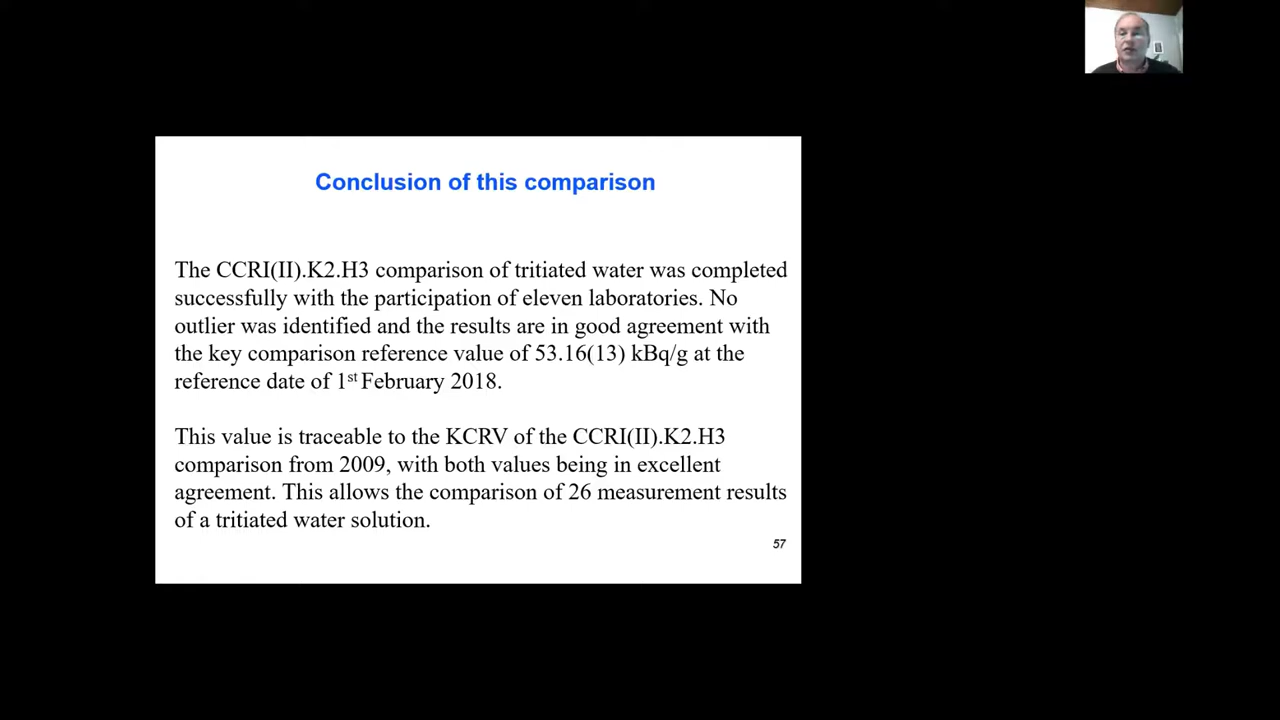 Conclusion of this comparison
The CCRI(II).K2.H3 comparison of tritiated water was completed
successfully with the participation of eleven laboratories. No
outlier was identified and the results are in good agreement with
the key comparison reference value of 53.16(13) kBq/g at the
reference date of 1st February 2018.
This value is traceable to the KCRV of the CCRI(II).K2.H3
comparison from 2009, with both values being in excellent
agreement. This allows the comparison of 26 measurement results
of a tritiated water solution.
57